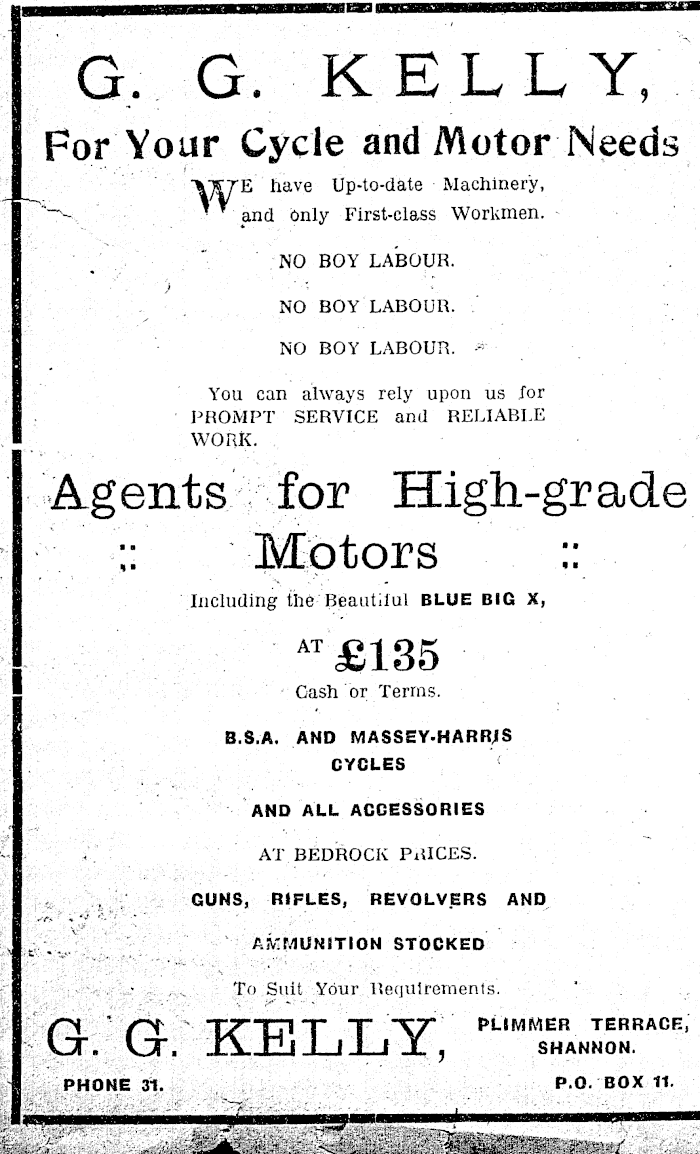 G. G. KELLY,
For Your Cycle and Motor Needs
WE have Up-to-date Machinery,
and only First-class Workmen.
NO BOY LABOUR.
NO BOY LABOUR.
NO BOY LABOUR.
You can always rely upon us for
PROMPT SERVICE and RELIABLE
WORK.
Agents for High-grade
:: Motors ::
Including the Beautiful BLUE BIG X,
AT £135
Cash or Terms.
B.S.A. AND MASSEY-HARRIS
CYCLES
AND ALL ACCESSORIES
AT BEDROCK PRICES.
GUNS, RIFLES, REVOLVERS AND
AMMUNITION STOCKED
To Suit Your Requirements.
G. G. KELLY, PLIMMER TERRACE,
SHANNON.
PHONE 31. P.O. BOX 11.